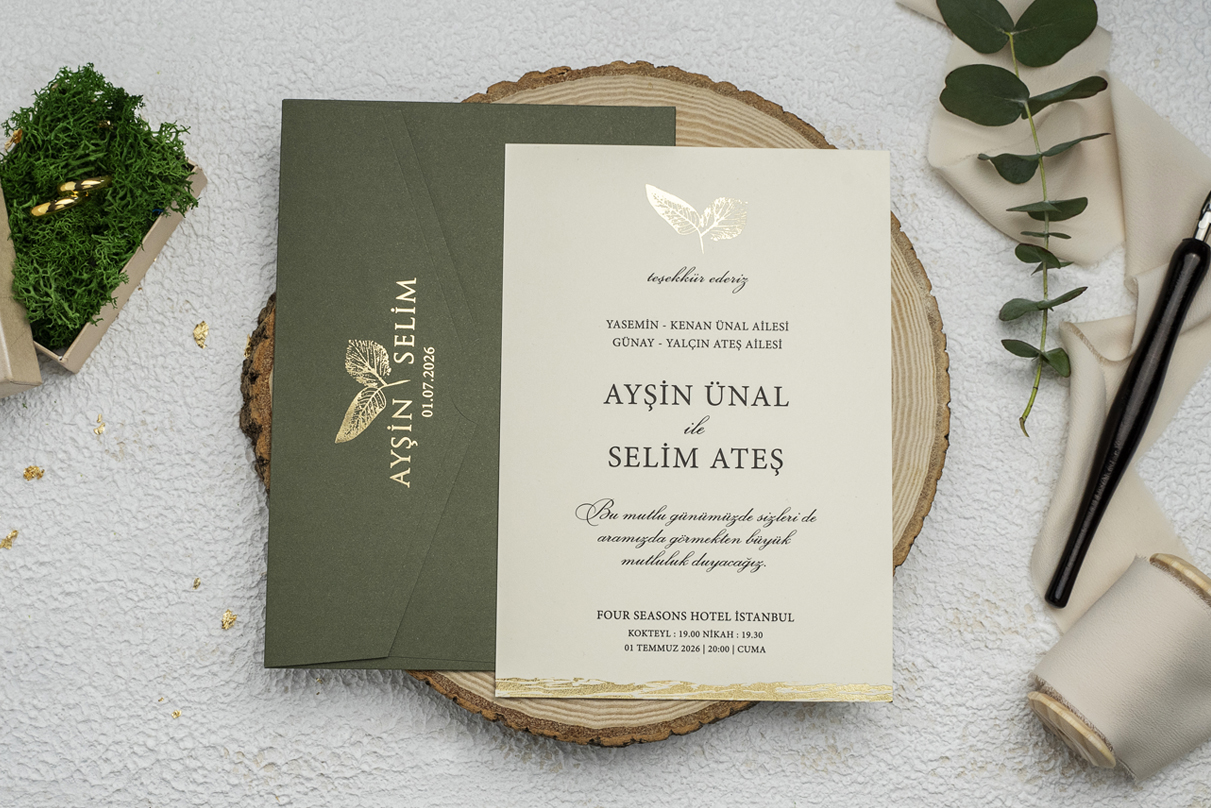 AYŞİN SELİM
01.07.2026
teşekkür ederiz
YASEMİN - KENAN ÜNAL AİLESİ
GÜNAY - YALÇIN ATEŞ AİLESİ
AYŞİN ÜNAL
ile
SELİM ATEŞ
Bu mutlu günümüzde sizleri de
aramızda görmekten büyük
mutluluk duyacağız.
FOUR SEASONS HOTEL İSTANBUL
KOKTEYL : 19.00 NİKAH : 19.30
01 TEMMUZ 2026 | 20:00 | CUMA